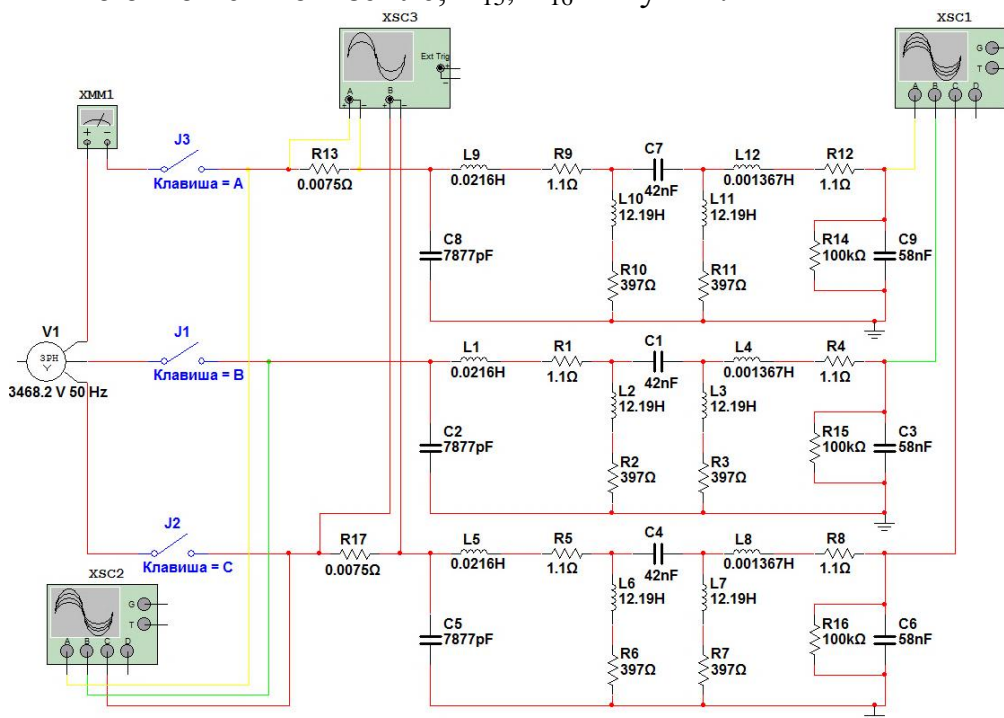 XSC3
XSC1
Ext Trig
+
−
A
B
+ −
+ −
G
T
A B C D
XMM1
+ −
J3
Клавиша = A
R13
0.0075Ω
L9
0.0216H
R9
1.1Ω
C7
42nF
L12
0.001367H
R12
1.1Ω
L10
12.19H
L11
12.19H
C8
7877pF
R10
397Ω
R11
397Ω
R14
100kΩ
C9
58nF
V1
3PH
Y
3468.2 V 50 Hz
J1
Клавиша = B
L1
0.0216H
R1
1.1Ω
C1
42nF
L4
0.001367H
R4
1.1Ω
L2
12.19H
L3
12.19H
C2
7877pF
R2
397Ω
R3
397Ω
R15
100kΩ
C3
58nF
J2
Клавиша = C
R17
0.0075Ω
L5
0.0216H
R5
1.1Ω
C4
42nF
L8
0.001367H
R8
1.1Ω
XSC2
G
T
A B C D
L6
12.19H
L7
12.19H
C5
7877pF
R6
397Ω
R7
397Ω
R16
100kΩ
C6
58nF